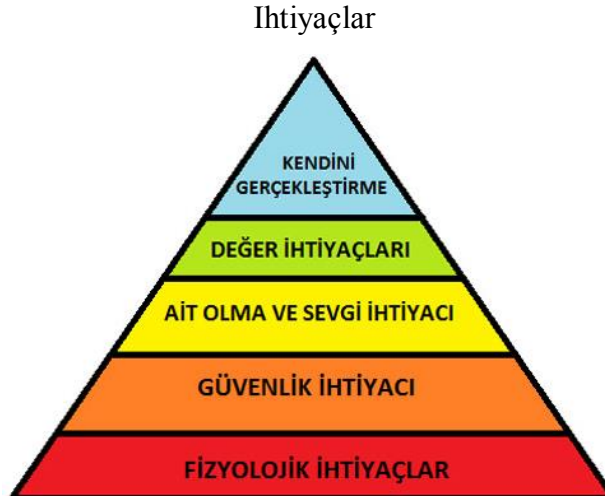 Ihtiyaçlar
KENDİNİ
GERÇEKLEŞTİRME
DEĞER İHTİYAÇLARI
AİT OLMA VE SEVGİ İHTİYACI
GÜVENLİK İHTİYACI
FİZYOLOJİK İHTİYAÇLAR